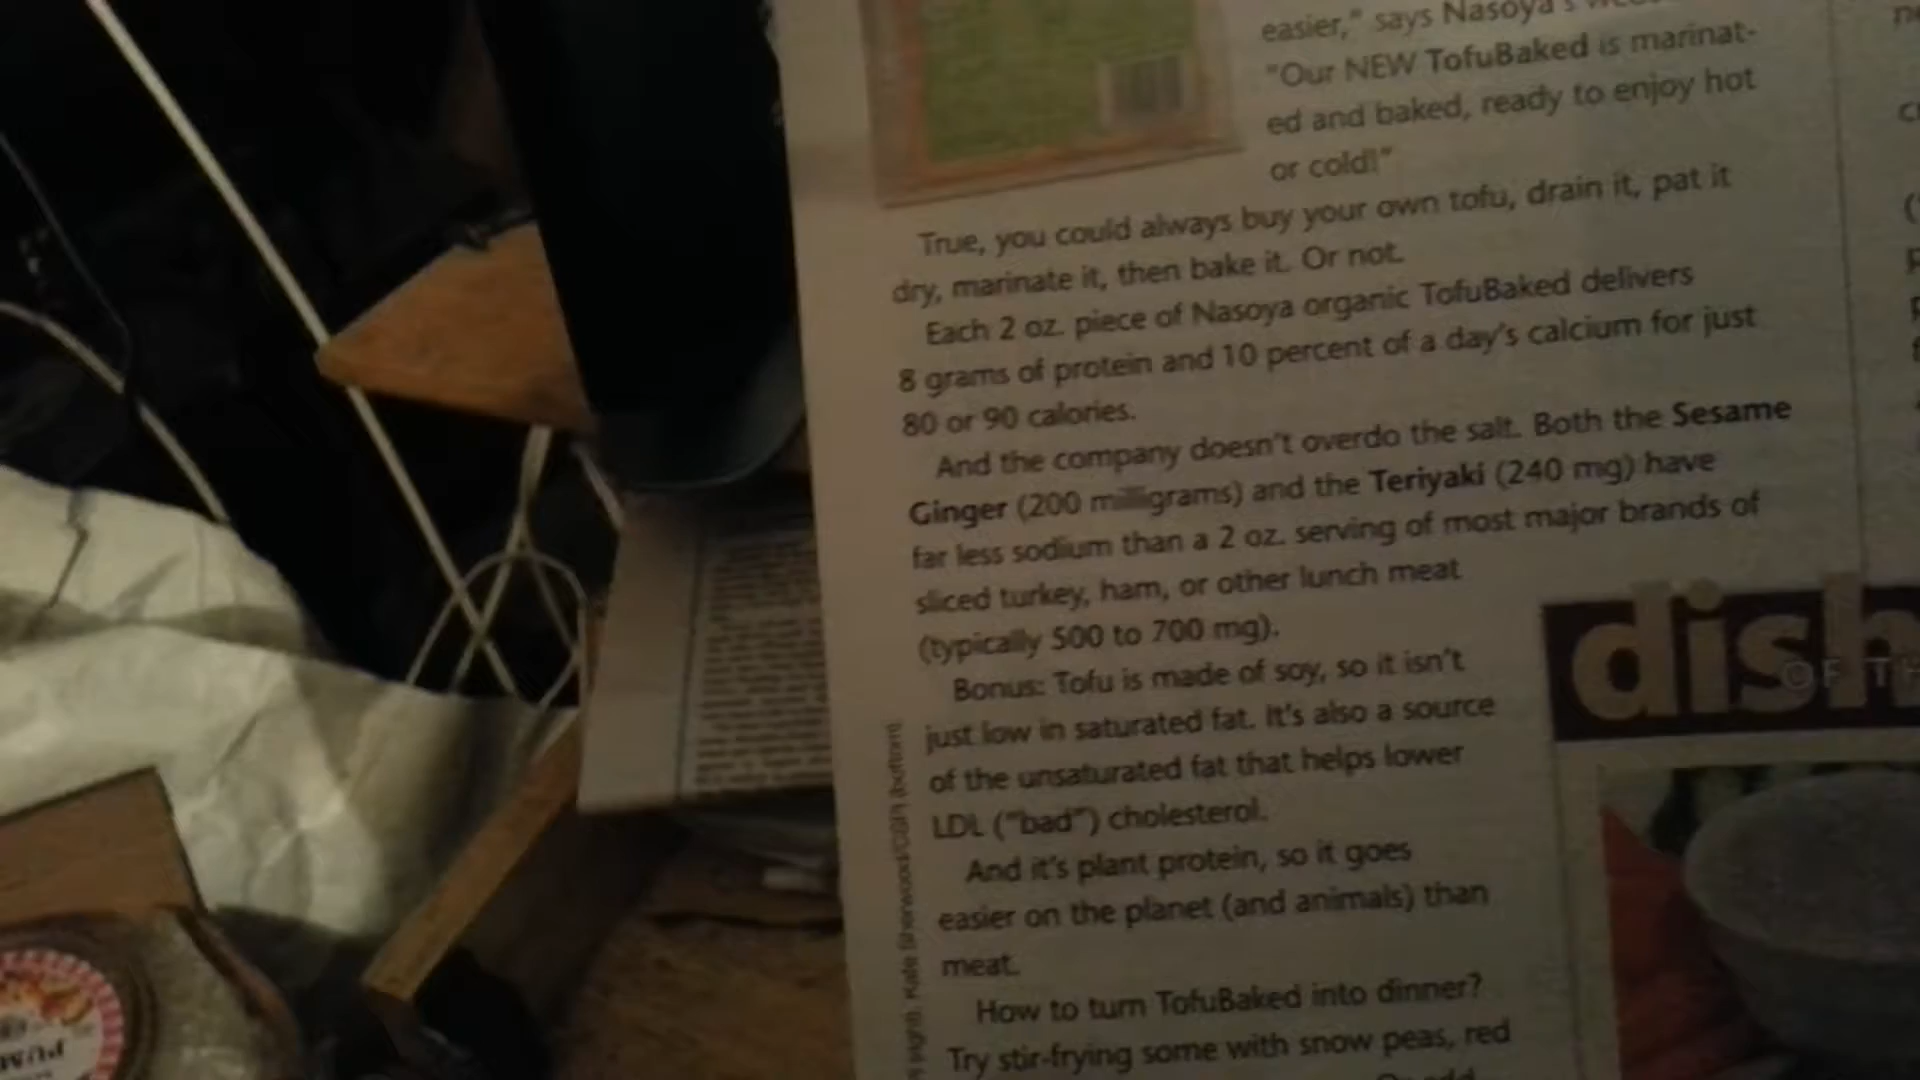 easier," says Nasoya's
"Our NEW TofuBaked is marinat-
ed and baked, ready to enjoy hot
or cold!"
True, you could always buy your own tofu, drain it, pat it
dry, marinate it, then bake it. Or not.
Each 2 oz. piece of Nasoya organic TofuBaked delivers
8 grams of protein and 10 percent of a day's calcium for just
80 or 90 calories.
And the company doesn't overdo the salt. Both the Sesame
Ginger (200 milligrams) and the Teriyaki (240 mg) have
far less sodium than a 2 oz. serving of most major brands of
sliced turkey, ham, or other lunch meat
(typically 500 to 700 mg).
Bonus: Tofu is made of soy, so it isn't
just low in saturated fat. It's also a source
of the unsaturated fat that helps lower
LDL ("bad") cholesterol.
And it's plant protein, so it goes
easier on the planet (and animals) than
meat.
How to turn TofuBaked into dinner?
Try stir-frying some with snow peas, red
Kate Sherwood/CSPI (bottom)
dish
OF TH